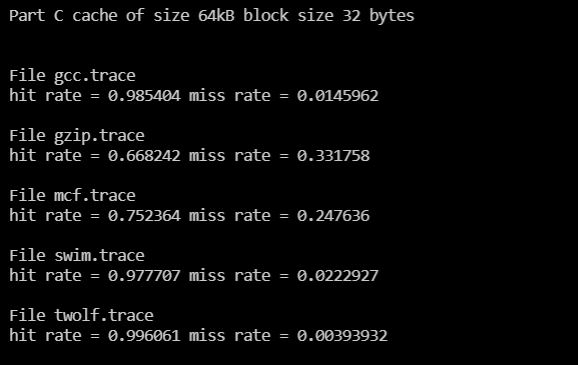 Part C cache of size 64kB block size 32 bytes
File gcc.trace
hit rate = 0.985404 miss rate = 0.0145962
File gzip.trace
hit rate = 0.668242 miss rate = 0.331758
File mcf.trace
hit rate = 0.752364 miss rate = 0.247636
File swim.trace
hit rate = 0.977707 miss rate = 0.0222927
File twolf.trace
hit rate = 0.996061 miss rate = 0.00393932